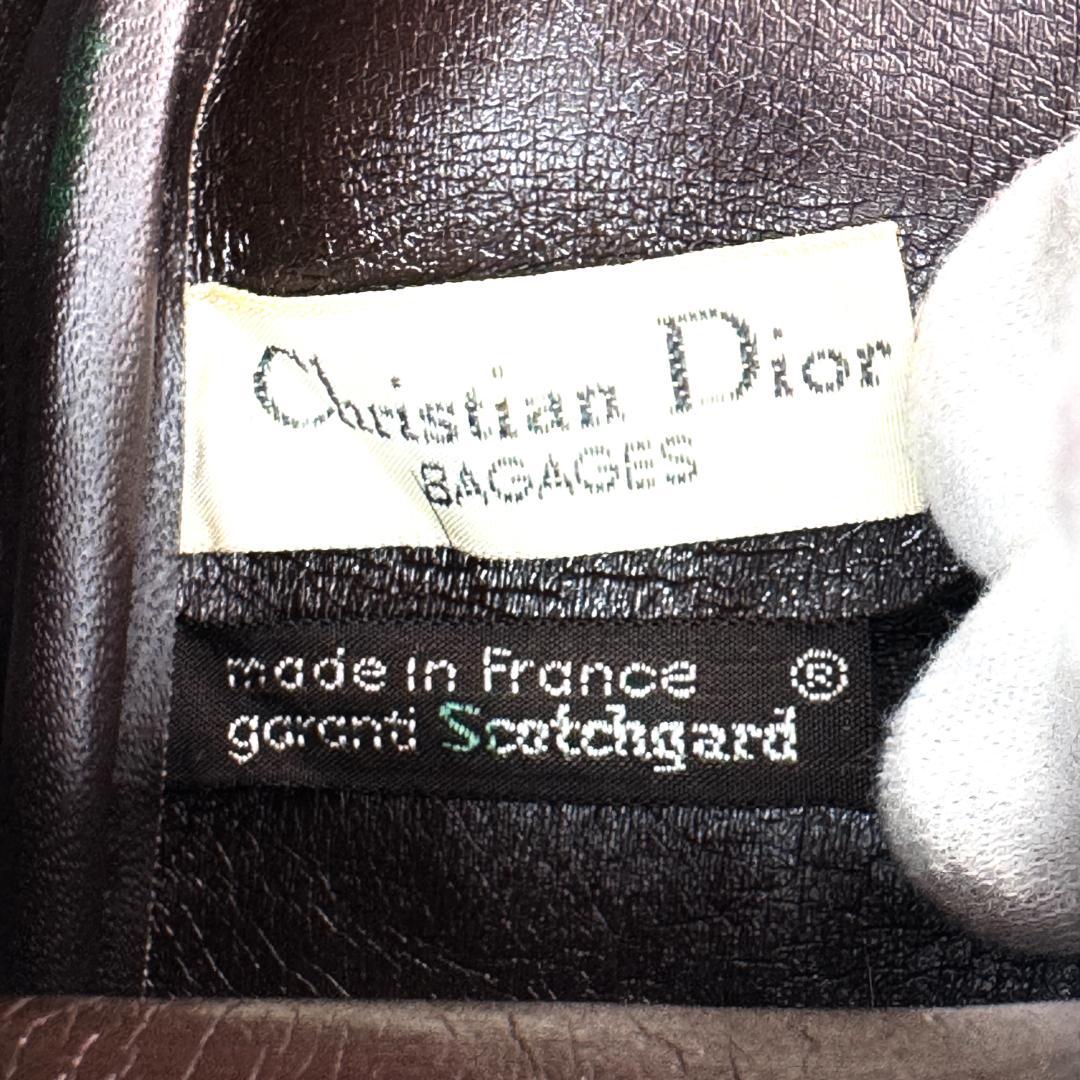 Christian Dior
BAGAGES
made in France ®
garanti Scotchgard